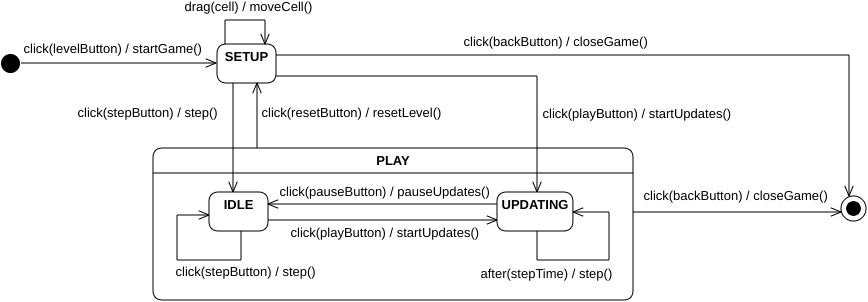 drag(cell) / moveCell()
click(levelButton) / startGame()
click(backButton) / closeGame()
SETUP
click(stepButton) / step()
click(resetButton) / resetLevel()
click(playButton) / startUpdates()
PLAY
click(pauseButton) / pauseUpdates()
click(backButton) / closeGame()
IDLE
UPDATING
click(playButton) / startUpdates()
click(stepButton) / step()
after(stepTime) / step()